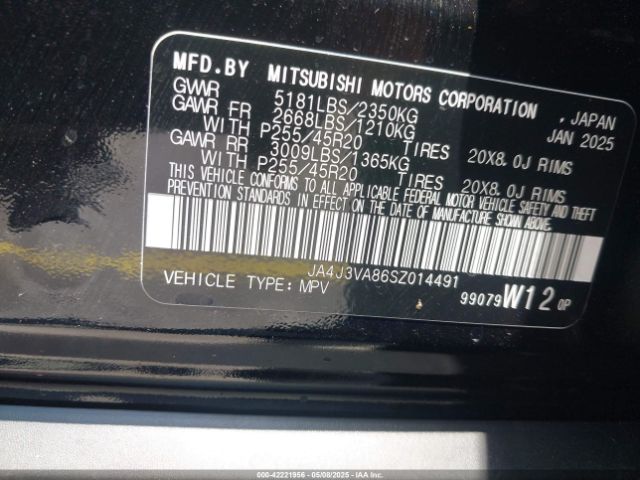 MFD.BY MITSUBISHI MOTORS CORPORATION , JAPAN
GWWR 5181LBS/2350KG JAN 2025
GAWR FR 2668LBS/1210KG
WITH P255/45R20 TIRES 20X8.0J RIMS
GAWR RR 3009LBS/1365KG
WITH P255/45R20 TIRES 20X8.0J RIMS
THIS VEHICLE CONFORMS TO ALL APPLICABLE FEDERAL MOTOR VEHICLE SAFETY AND THEFT
PREVENTION STANDARDS IN EFFECT ON THE DATE OF MANUFACTURE SHOWN ABOVE.
JA4J3VA86SZ014491
VEHICLE TYPE: MPV 99079 W12 0P
000-42221956 - 05/08/2025 - IAA Inc.